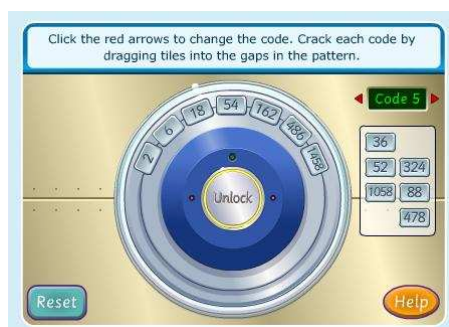 Click the red arrows to change the code. Crack each code by
dragging tiles into the gaps in the pattern.
Code 5
2 6 18 54 162 486 1458
36
52 324
1058 88
478
Unlock
Reset
Help